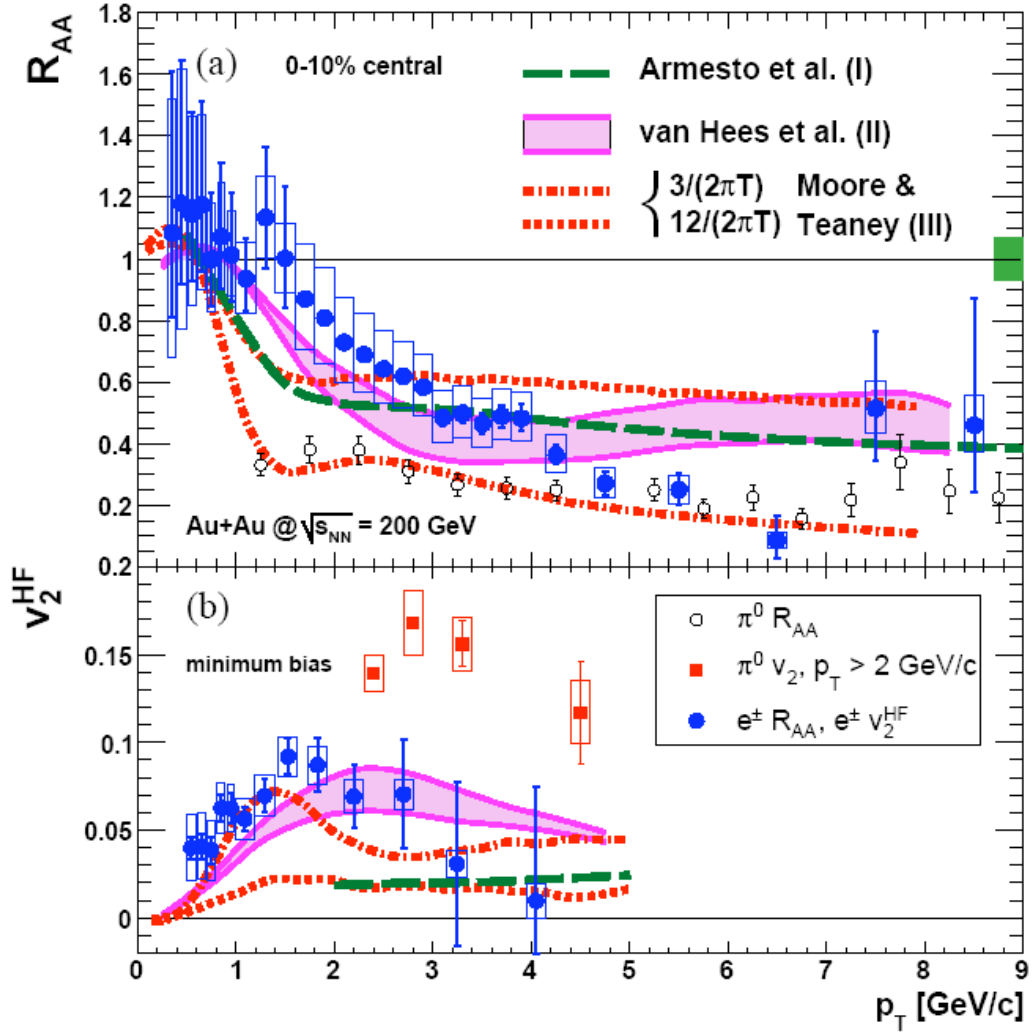 R_AA
1.8
1.6
1.4
1.2
1
0.8
0.6
0.4
0.2
(a)
0-10% central
Armesto et al. (I)
van Hees et al. (II)
3/(2πT) Moore &
12/(2πT) Teaney (III)
Au+Au @ √s_NN = 200 GeV
v_2^HF
0.2
0.15
0.1
0.05
0
(b)
minimum bias
π⁰ R_AA
π⁰ v_2, p_T > 2 GeV/c
e± R_AA, e± v_2^HF
0 1 2 3 4 5 6 7 8 9
p_T [GeV/c]